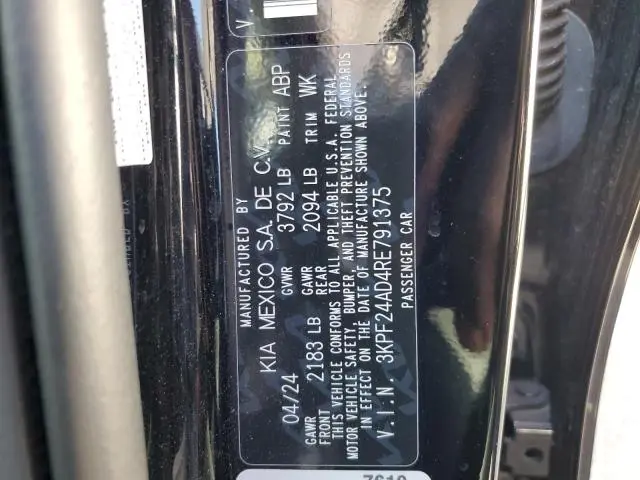 V
MANUFACTURED BY
KIA MEXICO S.A. DE C.V.
04/24 GVWR 3792 LB PAINT ABP
GAWR FRONT 2183 LB GAWR REAR 2094 LB TRIM WK
THIS VEHICLE CONFORMS TO ALL APPLICABLE U.S.A. FEDERAL
MOTOR VEHICLE SAFETY, BUMPER, AND THEFT PREVENTION STANDARDS
IN EFFECT ON THE DATE OF MANUFACTURE SHOWN ABOVE.
V.I.N. 3KPF24AD4RE791375
PASSENGER CAR